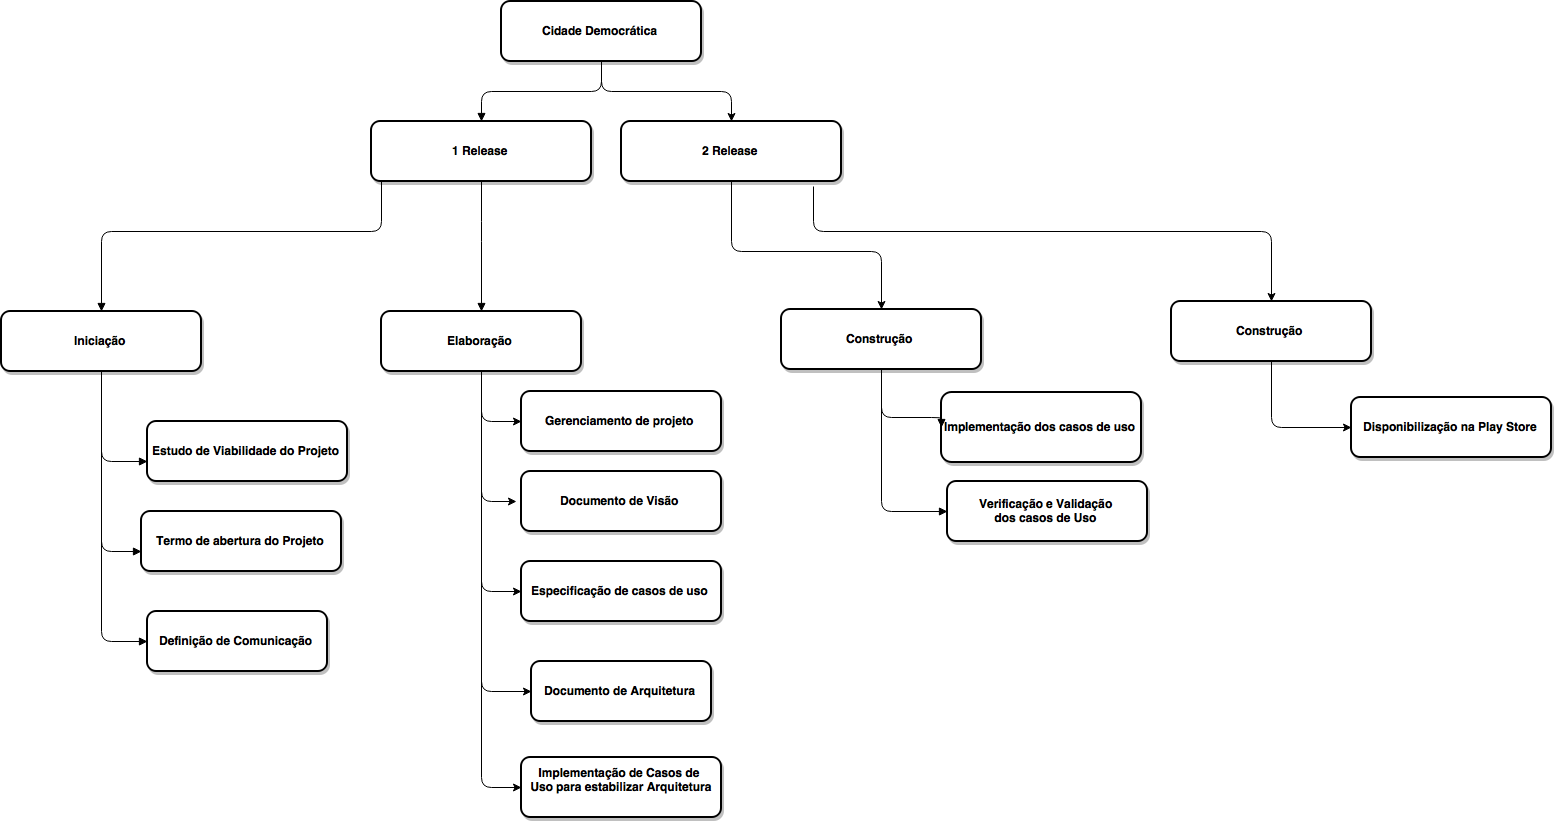 Cidade Democrática
1 Release
2 Release
Iniciação
Elaboração
Construção
Construção
Estudo de Viabilidade do Projeto
Termo de abertura do Projeto
Definição de Comunicação
Gerenciamento de projeto
Documento de Visão
Especificação de casos de uso
Documento de Arquitetura
Implementação de Casos de
Uso para estabilizar Arquitetura
Implementação dos casos de uso
Verificação e Validação
dos casos de Uso
Disponibilização na Play Store